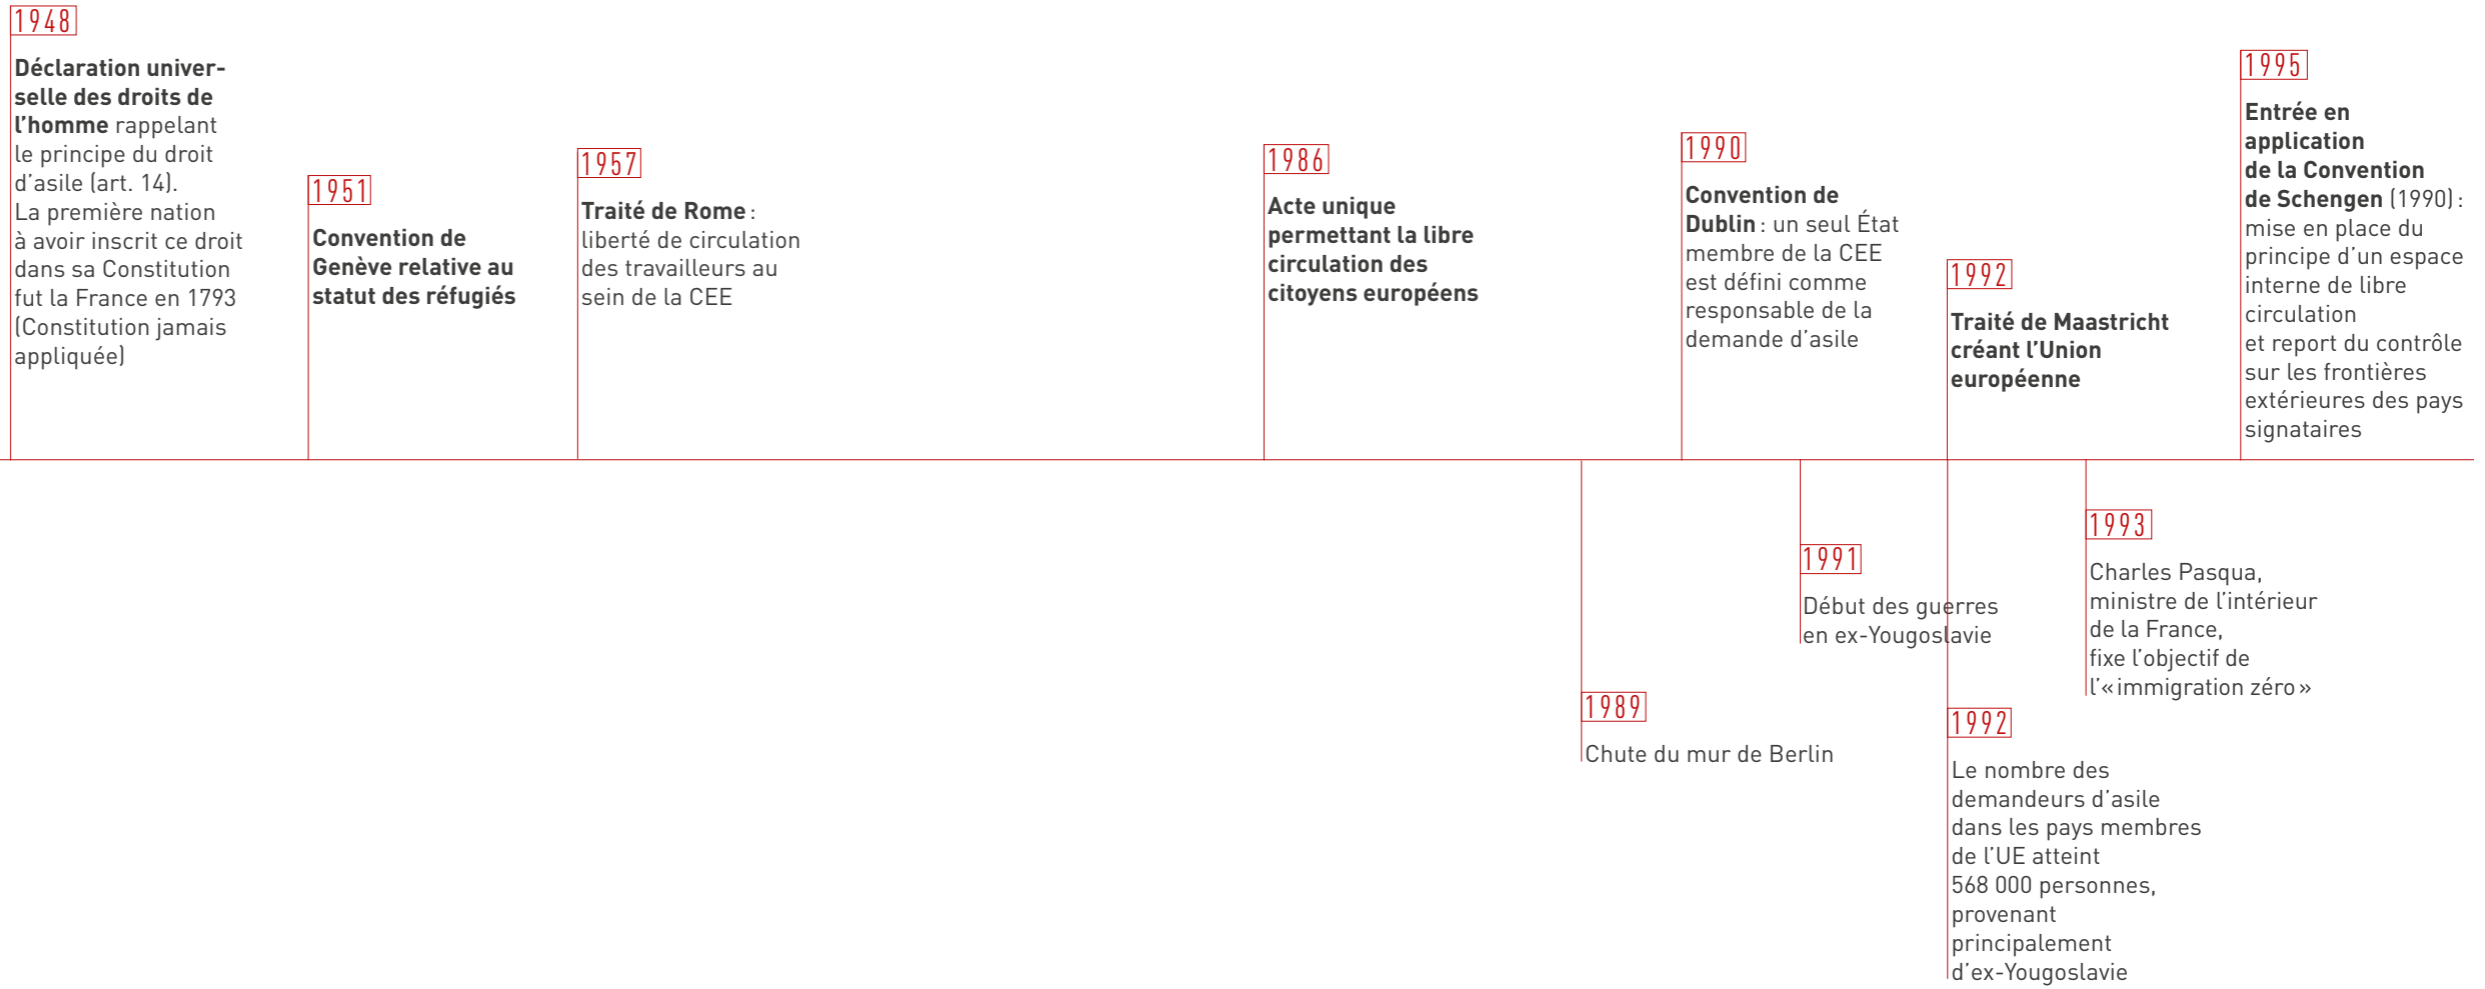 1948
Déclaration univer-
selle des droits de
l’homme rappelant
le principe du droit
d’asile (art. 14).
La première nation
à avoir inscrit ce droit
dans sa Constitution
fut la France en 1793
(Constitution jamais
appliquée)
1951
Convention de
Genève relative au
statut des réfugiés
1957
Traité de Rome :
liberté de circulation
des travailleurs au
sein de la CEE
1986
Acte unique
permettant la libre
circulation des
citoyens européens
1990
Convention de
Dublin : un seul État
membre de la CEE
est défini comme
responsable de la
demande d’asile
1992
Traité de Maastricht
créant l’Union
européenne
1995
Entrée en
application
de la Convention
de Schengen (1990) :
mise en place du
principe d’un espace
interne de libre
circulation
et report du contrôle
sur les frontières
extérieures des pays
signataires
1989
Chute du mur de Berlin
1991
Début des guerres
en ex-Yougoslavie
1992
Le nombre des
demandeurs d’asile
dans les pays membres
de l’UE atteint
568 000 personnes,
provenant
principalement
d’ex-Yougoslavie
1993
Charles Pasqua,
ministre de l’intérieur
de la France,
fixe l’objectif de
l’« immigration zéro »